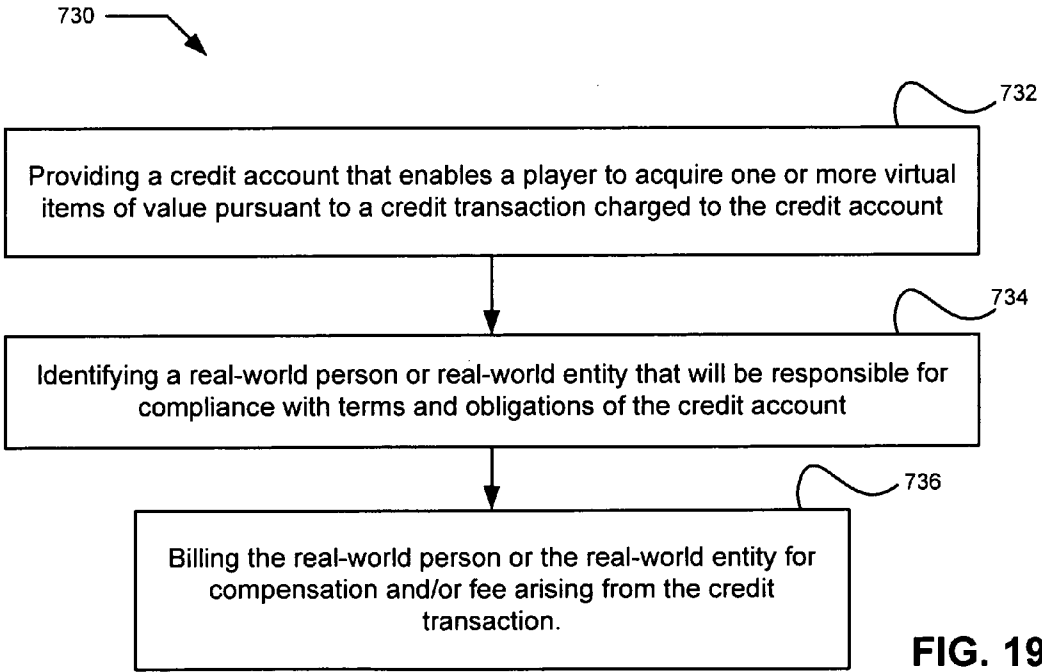 730
732
Providing a credit account that enables a player to acquire one or more virtual
items of value pursuant to a credit transaction charged to the credit account
734
Identifying a real-world person or real-world entity that will be responsible for
compliance with terms and obligations of the credit account
736
Billing the real-world person or the real-world entity for
compensation and/or fee arising from the credit
transaction.
FIG. 19